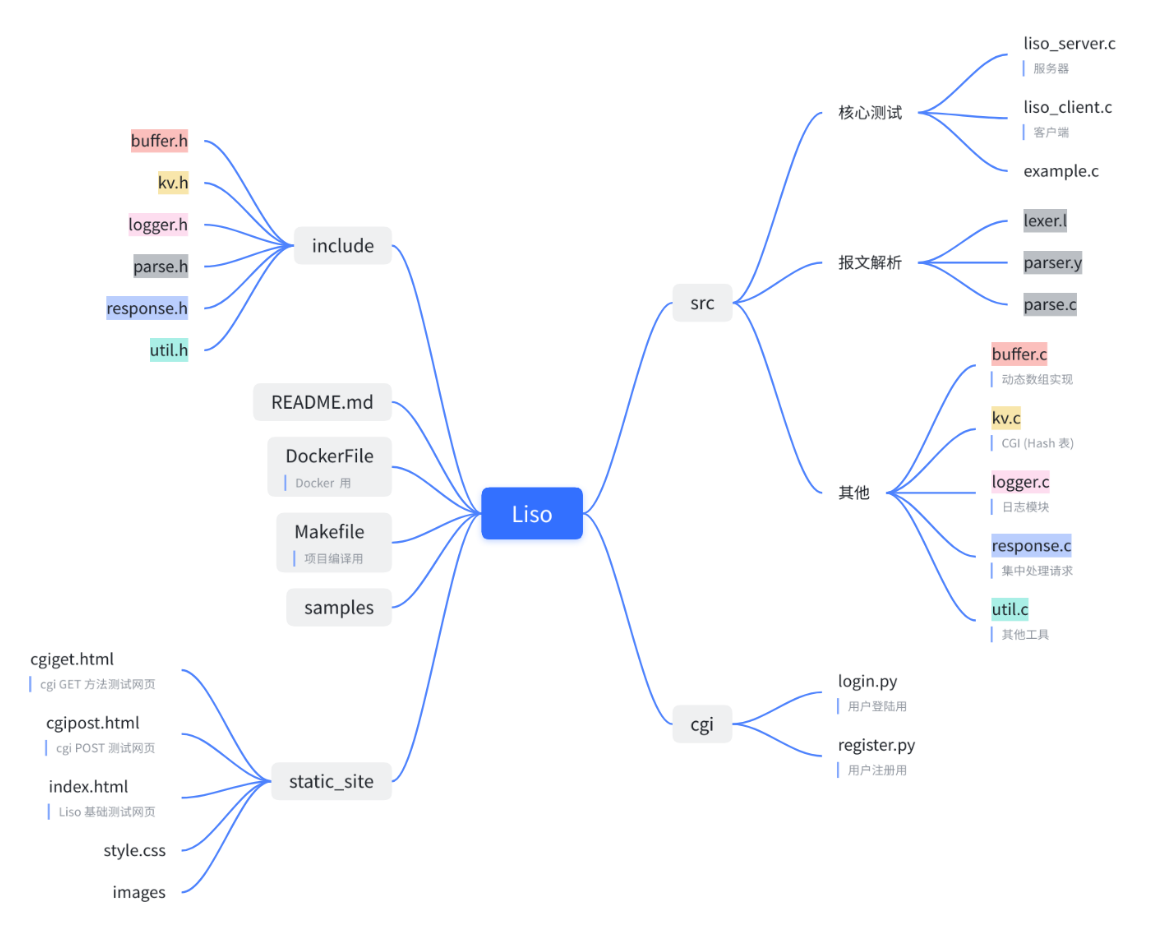 Liso
include
buffer.h
kv.h
logger.h
parse.h
response.h
util.h
README.md
DockerFile
Docker 用
Makefile
项目编译用
samples
static_site
cgiget.html
cgi GET 方法测试网页
cgipost.html
cgi POST 测试网页
index.html
Liso 基础测试网页
style.css
images
src
核心测试
liso_server.c
服务器
liso_client.c
客户端
example.c
报文解析
lexer.l
parser.y
parse.c
其他
buffer.c
动态数组实现
kv.c
CGI (Hash 表)
logger.c
日志模块
response.c
集中处理请求
util.c
其他工具
cgi
login.py
用户登陆用
register.py
用户注册用